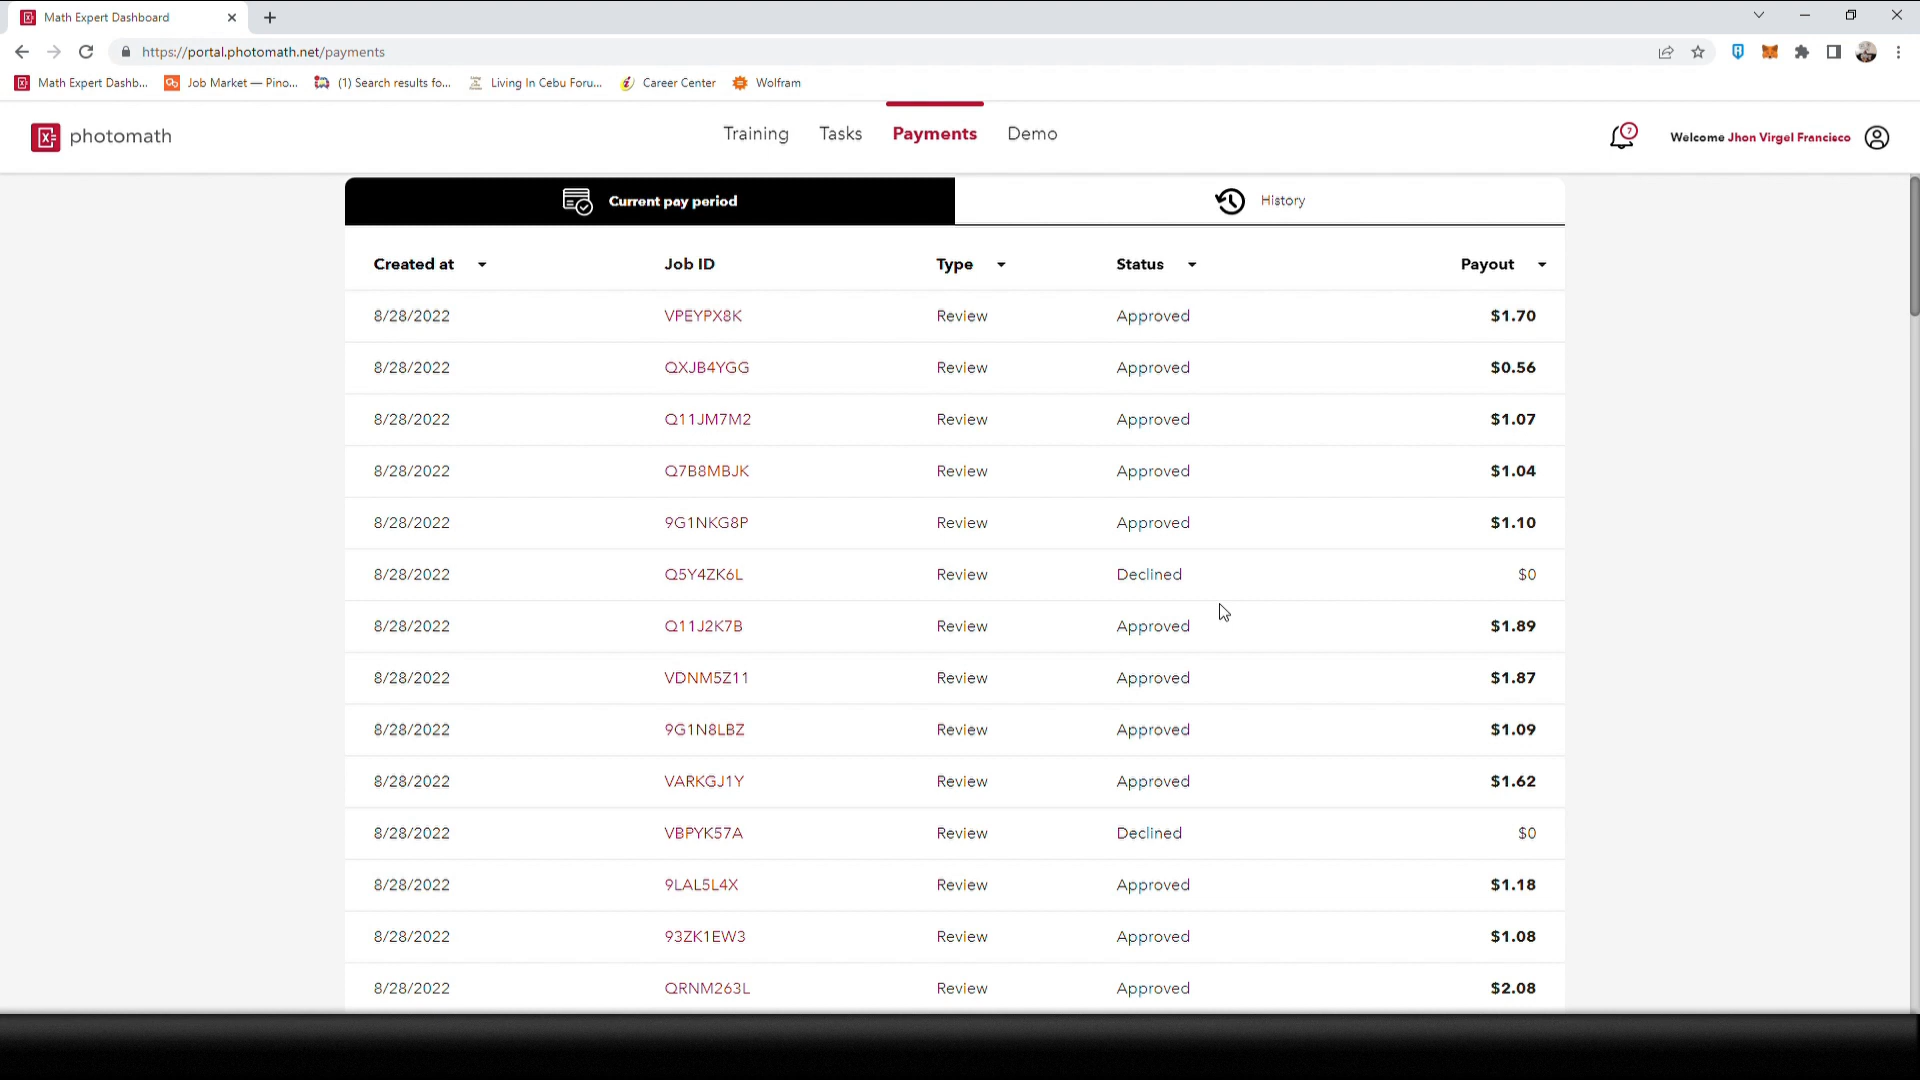 Math Expert Dashboard
https://portal.photomath.net/payments
Math Expert Dashb... Job Market — Pino... (1) Search results fo... Living In Cebu Foru... Career Center Wolfram
photomath Training Tasks Payments Demo 7 Welcome Jhon Virgel Francisco
Current pay period History
Created at Job ID Type Status Payout
8/28/2022 VPEYPX8K Review Approved $1.70
8/28/2022 QXJB4YGG Review Approved $0.56
8/28/2022 Q11JM7M2 Review Approved $1.07
8/28/2022 Q7B8MBJK Review Approved $1.04
8/28/2022 9G1NKG8P Review Approved $1.10
8/28/2022 Q5Y4ZK6L Review Declined $0
8/28/2022 Q11J2K7B Review Approved $1.89
8/28/2022 VDNM5Z11 Review Approved $1.87
8/28/2022 9G1N8LBZ Review Approved $1.09
8/28/2022 VARKGJ1Y Review Approved $1.62
8/28/2022 VBPYK57A Review Declined $0
8/28/2022 9LAL5L4X Review Approved $1.18
8/28/2022 93ZK1EW3 Review Approved $1.08
8/28/2022 QRNM263L Review Approved $2.08